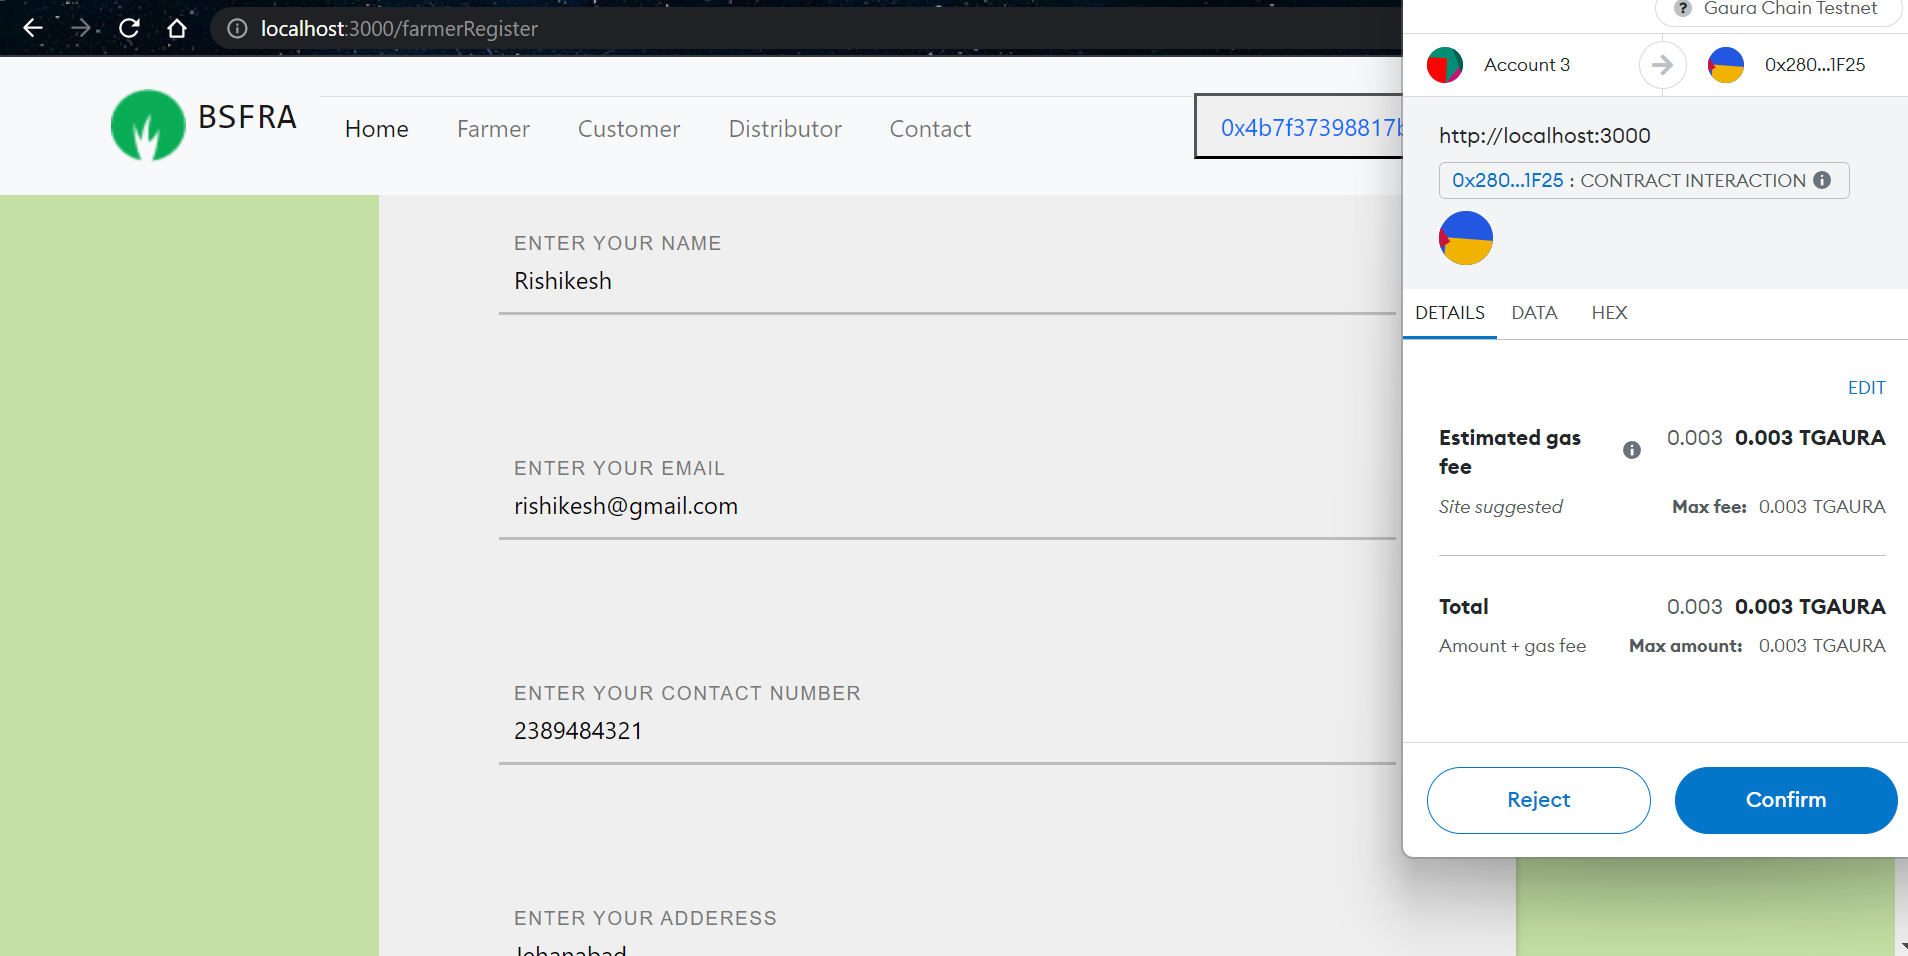 localhost:3000/farmerRegister
BSFRA
Home Farmer Customer Distributor Contact
0x4b7f37398817b
ENTER YOUR NAME
Rishikesh
ENTER YOUR EMAIL
rishikesh@gmail.com
ENTER YOUR CONTACT NUMBER
2389484321
ENTER YOUR ADDERESS
Jehanabad
? Gaura Chain Testnet
Account 3 0x280...1F25
http://localhost:3000
0x280...1F25 : CONTRACT INTERACTION
DETAILS DATA HEX
EDIT
Estimated gas 0.003 0.003 TGAURA
fee
Site suggested Max fee: 0.003 TGAURA
Total 0.003 0.003 TGAURA
Amount + gas fee Max amount: 0.003 TGAURA
Reject Confirm